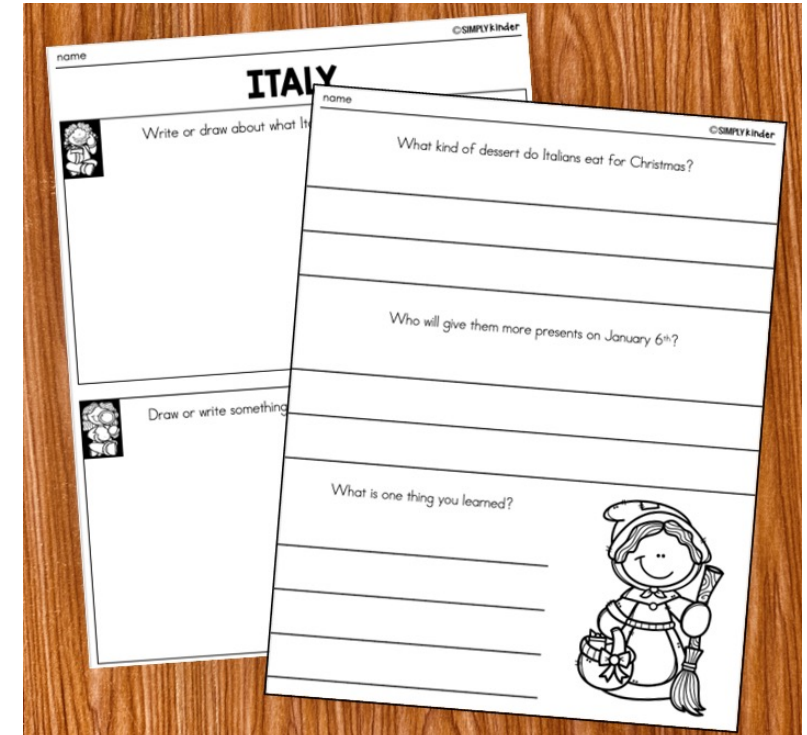 ©SIMPLYkinder
name
ITALY
Write or draw about what
Draw or write something
name
©SIMPLYkinder
What kind of dessert do Italians eat for Christmas?
Who will give them more presents on January 6th?
What is one thing you learned?